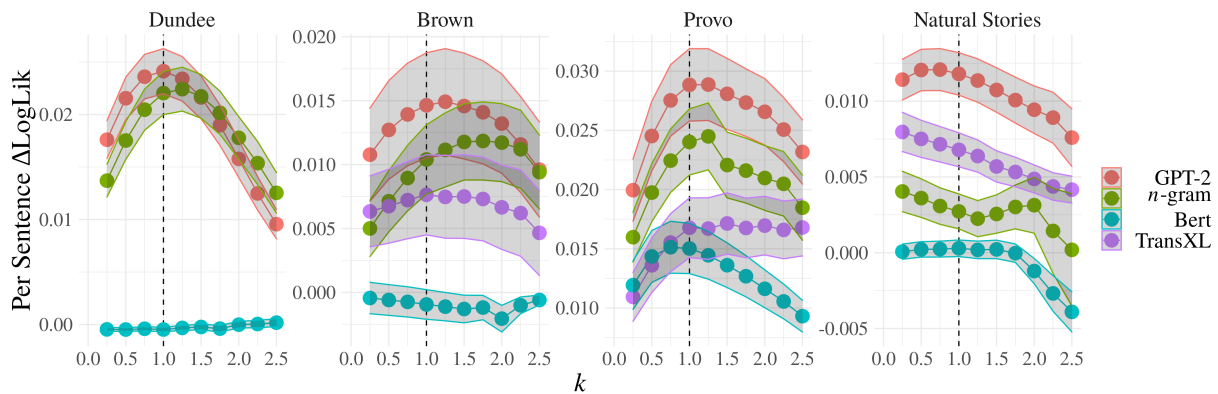 Dundee Brown Provo Natural Stories
Per Sentence ΔLogLik
0.02
0.01
0.00
0.0 0.5 1.0 1.5 2.0 2.5
0.020
0.015
0.010
0.005
0.000
0.0 0.5 1.0 1.5 2.0 2.5
0.030
0.025
0.020
0.015
0.010
0.0 0.5 1.0 1.5 2.0 2.5
0.010
0.005
0.000
-0.005
0.0 0.5 1.0 1.5 2.0 2.5
k
GPT-2
n-gram
Bert
TransXL